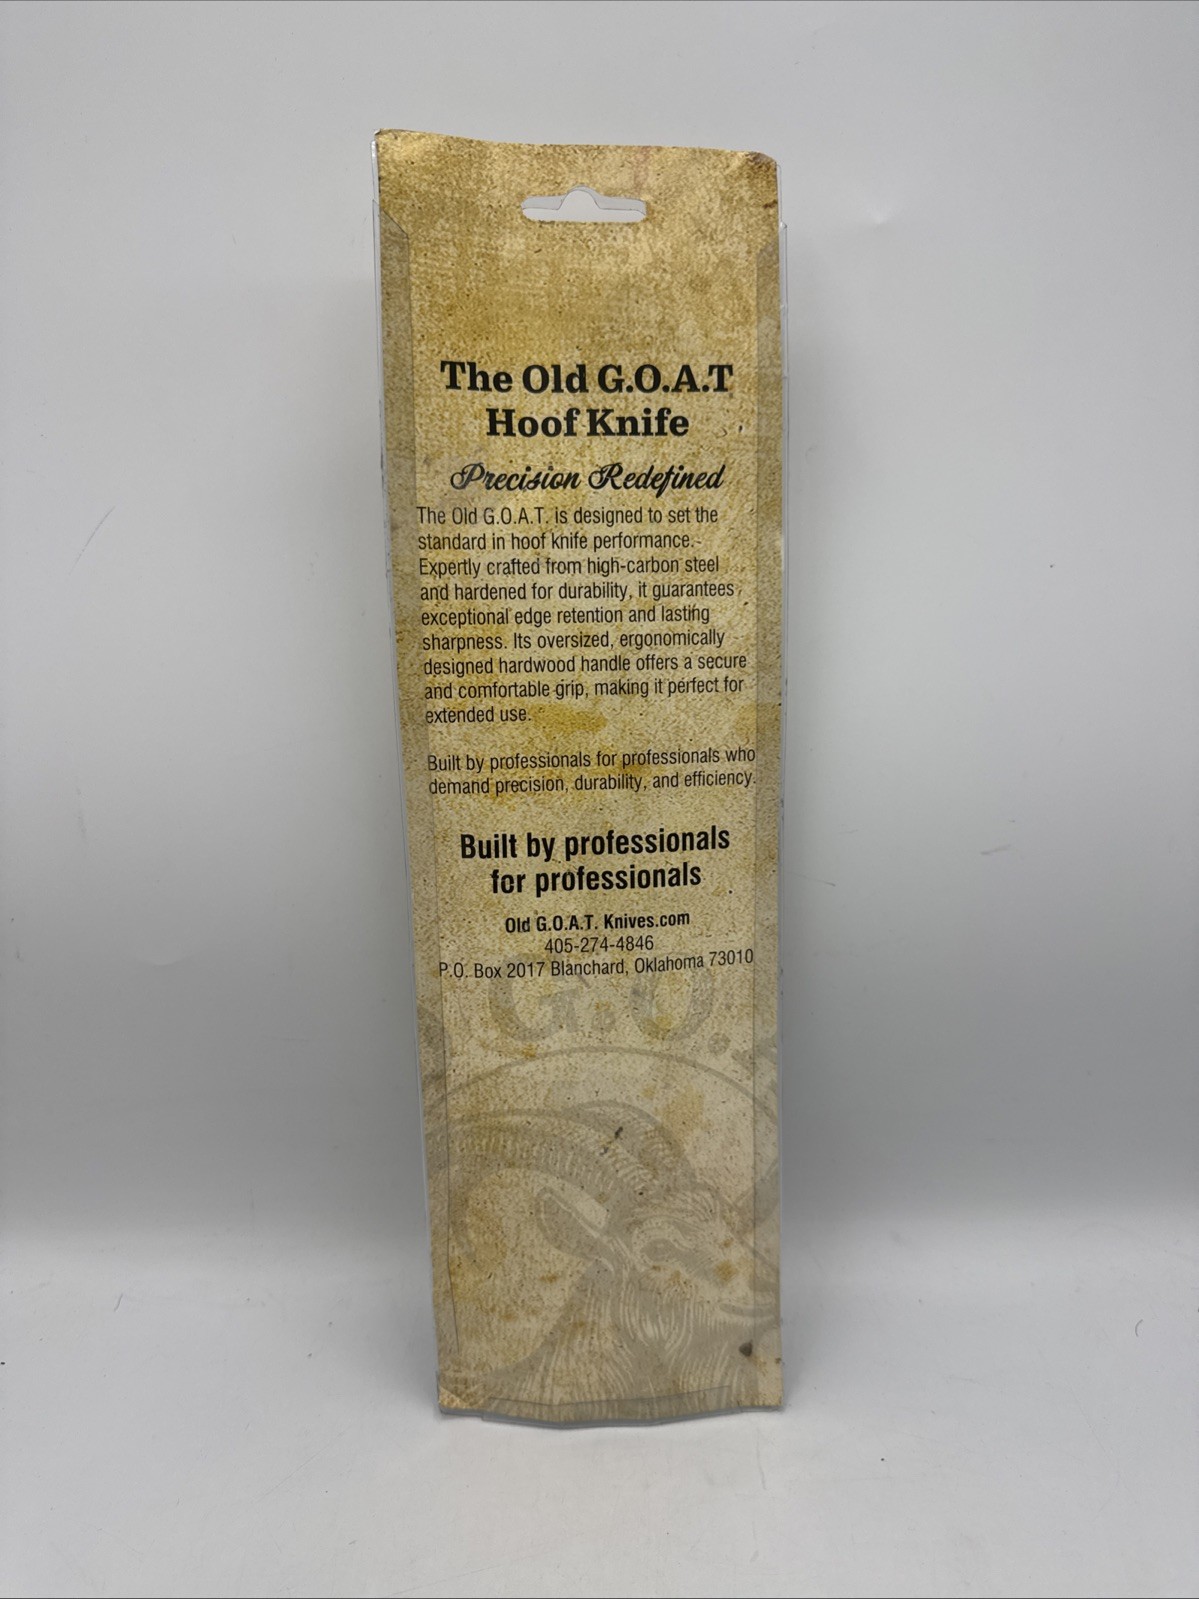 The Old G.O.A.T
Hoof Knife
Precision Redefined
The Old G.O.A.T. is designed to set the
standard in hoof knife performance.
Expertly crafted from high-carbon steel
and hardened for durability, it guarantees
exceptional edge retention and lasting
sharpness. Its oversized, ergonomically
designed hardwood handle offers a secure
and comfortable grip, making it perfect for
extended use.
Built by professionals for professionals who
demand precision, durability, and efficiency.
Built by professionals
for professionals
Old G.O.A.T. Knives.com
405-274-4846
P.O. Box 2017 Blanchard, Oklahoma 73010
G.O.